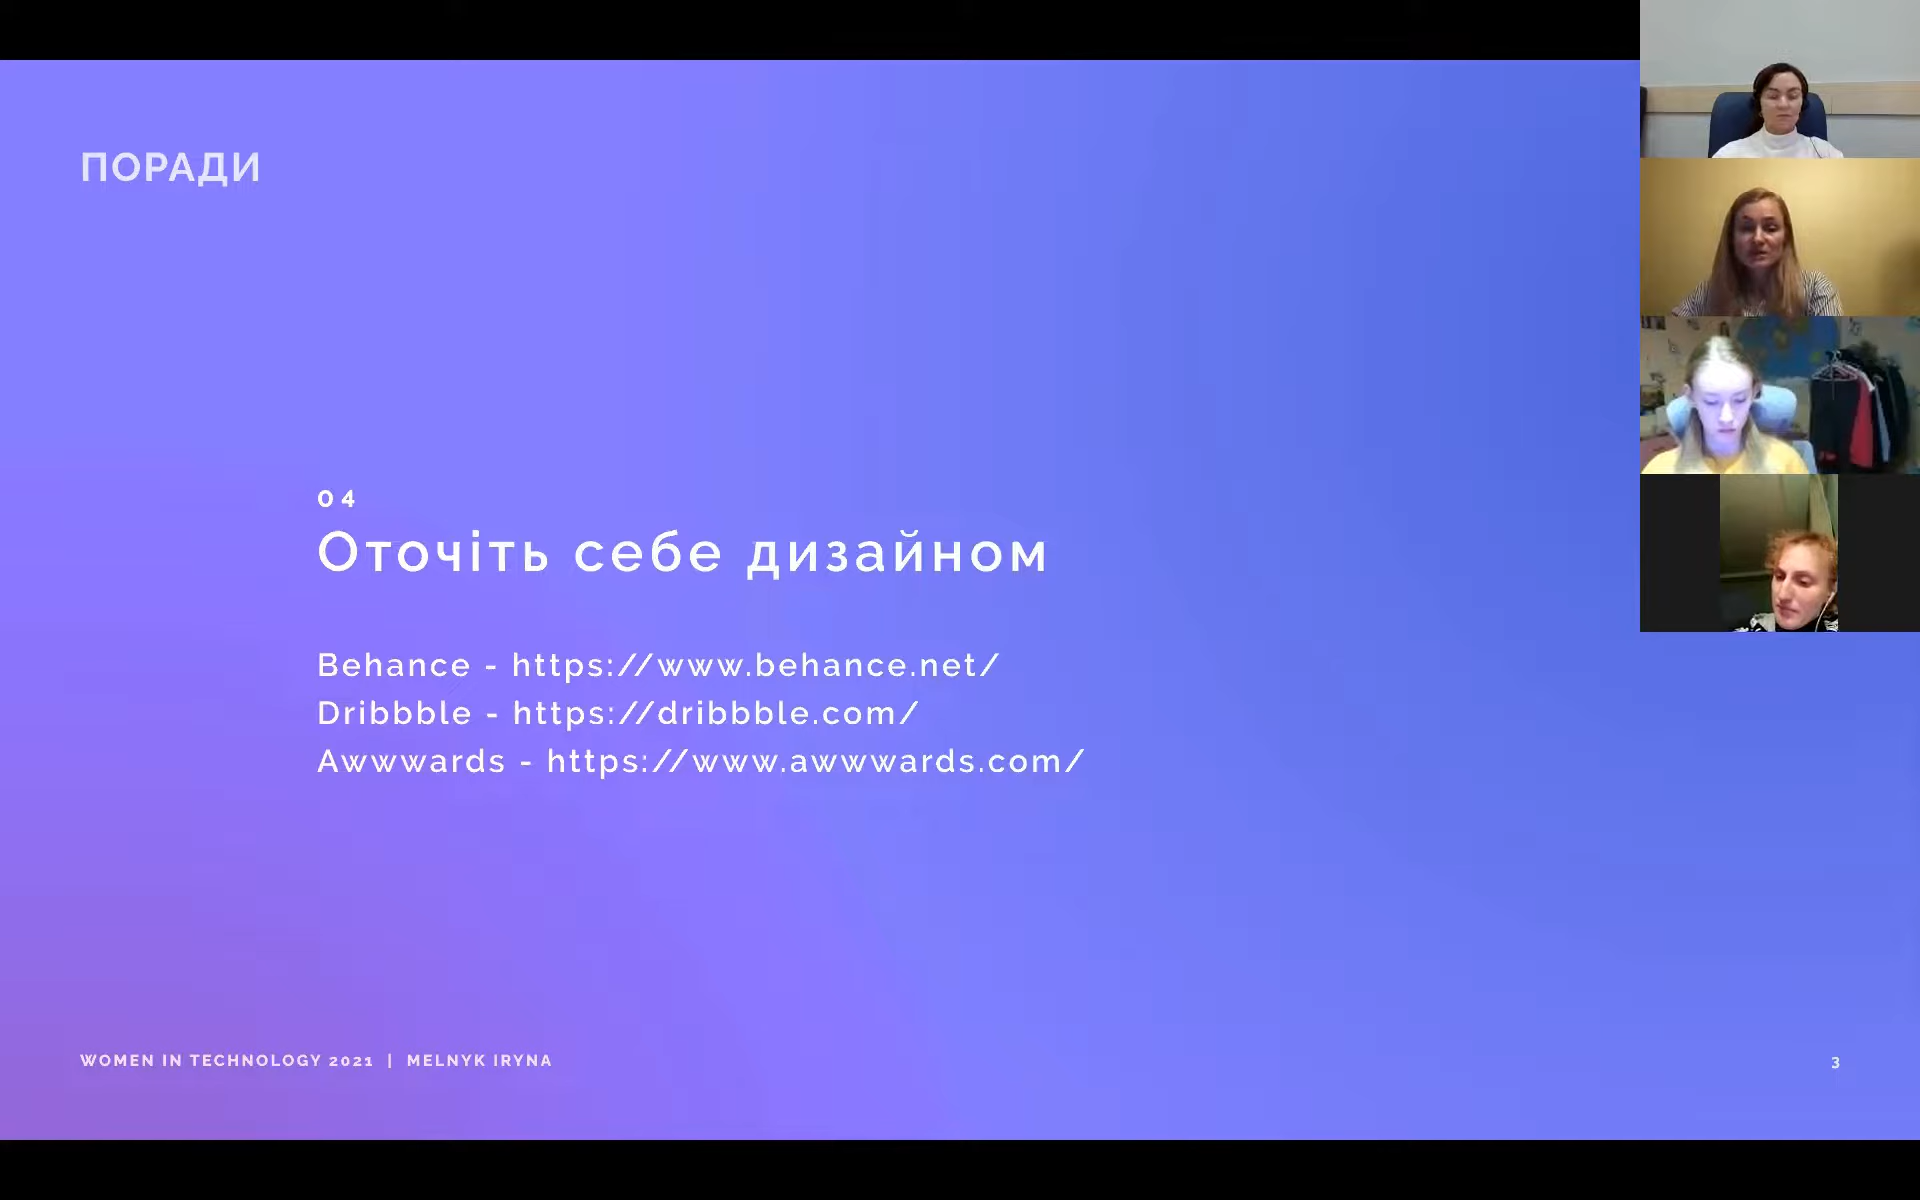 ПОРАДИ
04
Оточіть себе дизайном
Behance - https://www.behance.net/
Dribbble - https://dribbble.com/
Awwwards - https://www.awwwards.com/
WOMEN IN TECHNOLOGY 2021 | MELNYK IRYNA
3